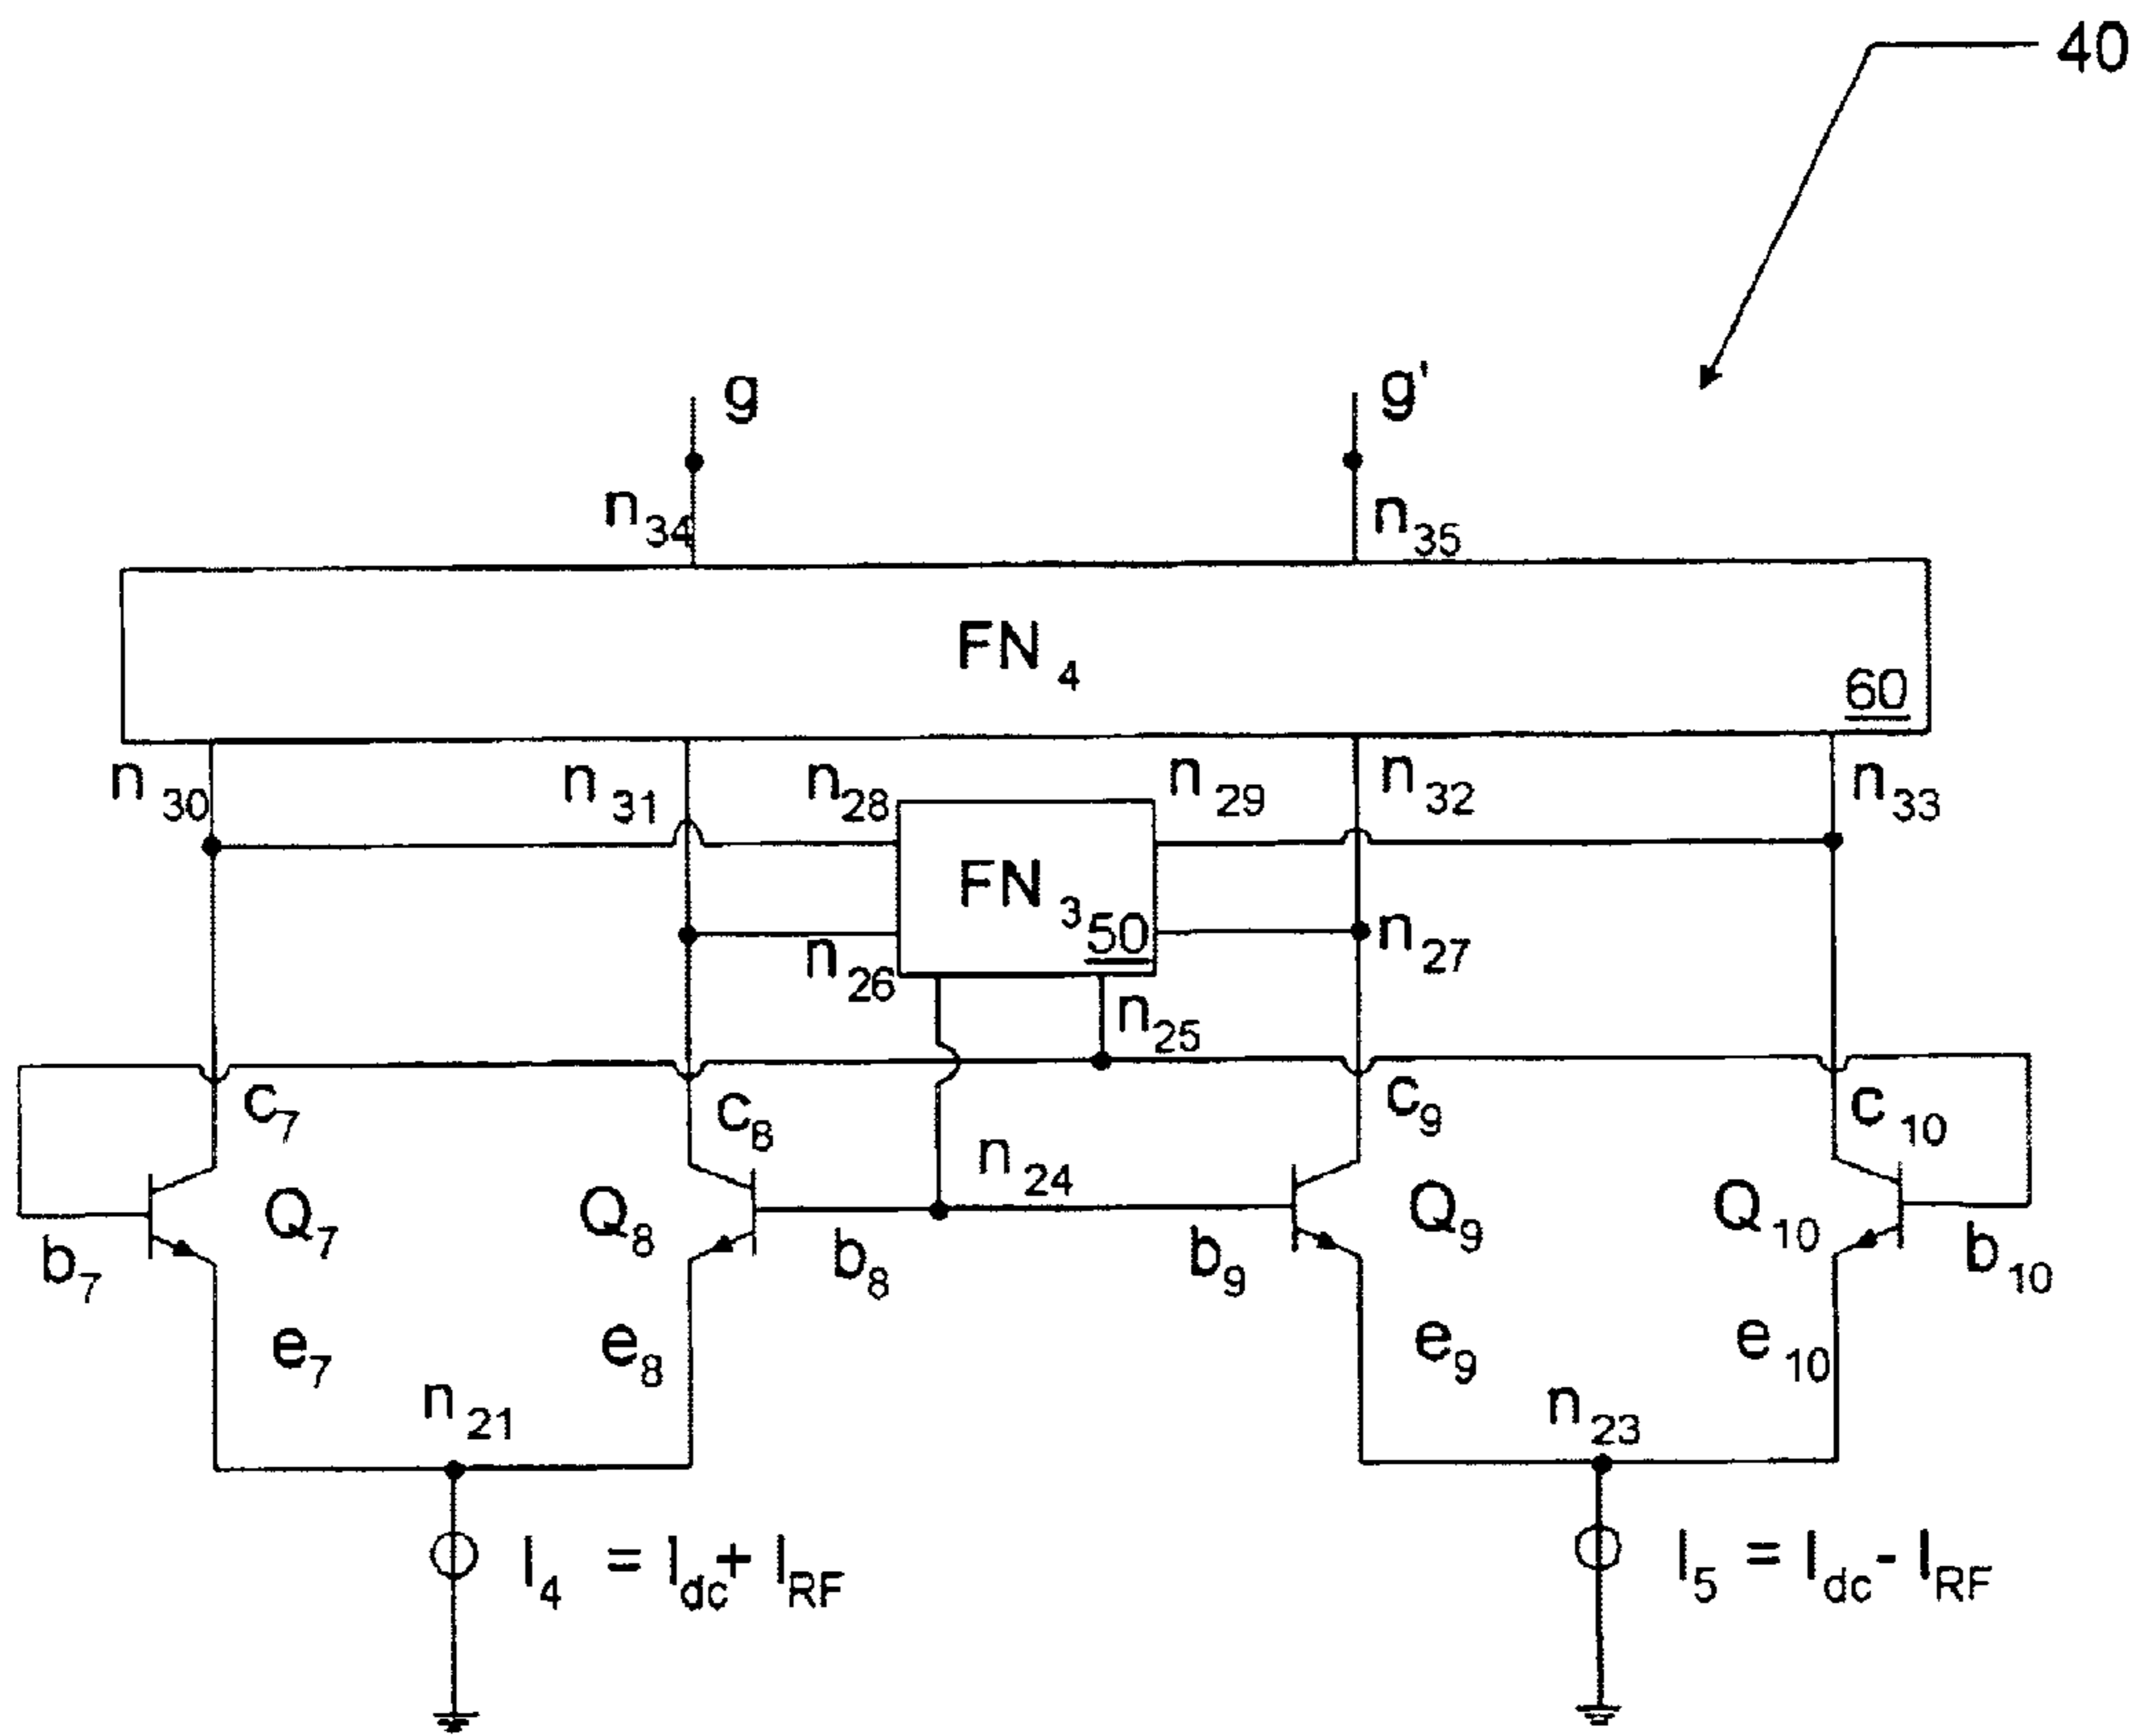 40
g
g'
n34
n35
FN4
60
n30
n31
n28
n29
n32
n33
FN3
50
n26
n27
n25
c7
c8
c9
c10
n24
Q7
Q8
Q9
Q10
b7
b8
b9
b10
e7
e8
e9
e10
n21
n23
I4 = Idc+ IRF
I5 = Idc- IRF